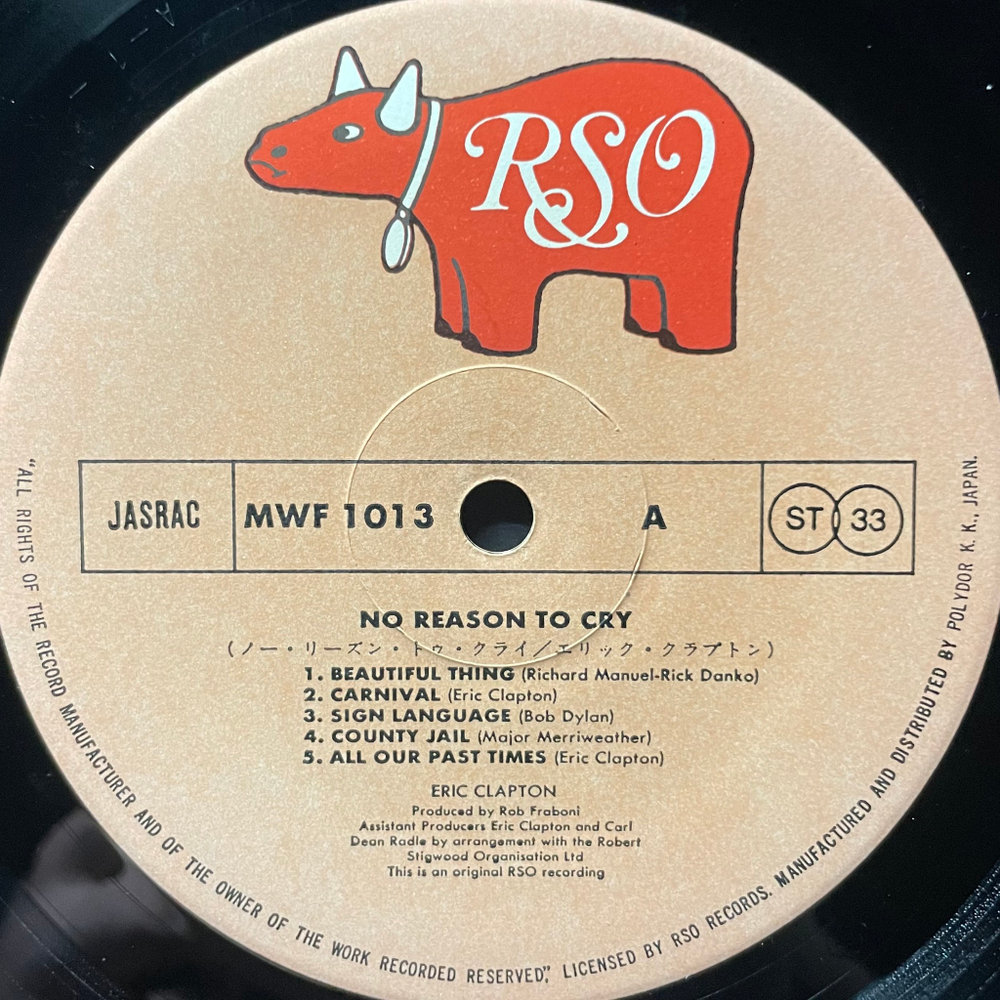 RSO
JASRAC
MWF 1013
A
ST 33
NO REASON TO CRY
(ノー・リーズン・トゥ・クライ/エリック・クラプトン)
1. BEAUTIFUL THING (Richard Manuel-Rick Danko)
2. CARNIVAL (Eric Clapton)
3. SIGN LANGUAGE (Bob Dylan)
4. COUNTY JAIL (Major Merriweather)
5. ALL OUR PAST TIMES (Eric Clapton)
ERIC CLAPTON
Produced by Rob Fraboni
Assistant Producers Eric Clapton and Carl
Dean Radle by arrangement with the Robert
Stigwood Organisation Ltd
This is an original RSO recording
“ALL RIGHTS OF THE RECORD MANUFACTURER AND OF THE OWNER OF THE WORK RECORDED RESERVED,” LICENSED BY RSO RECORDS. MANUFACTURED AND DISTRIBUTED BY POLYDOR K. K., JAPAN.